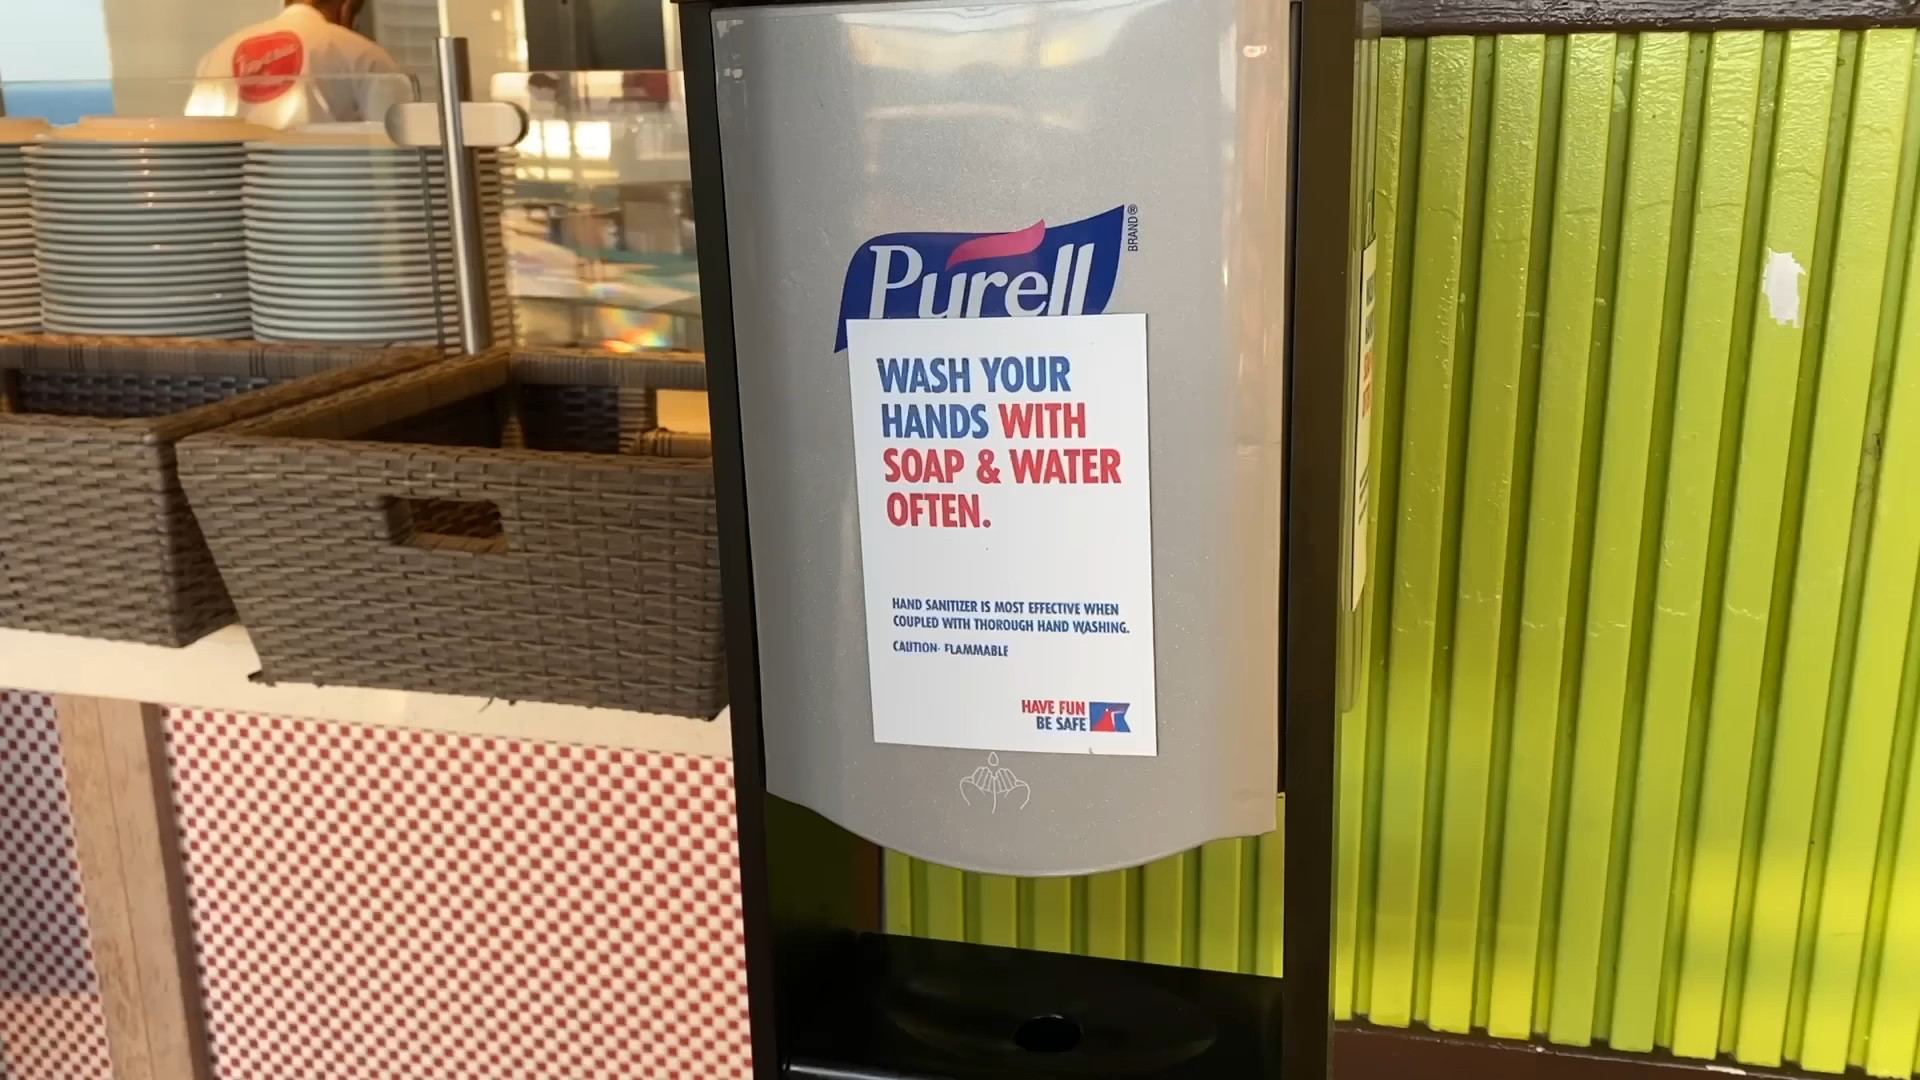 Purell
BRAND®
WASH YOUR
HANDS WITH
SOAP & WATER
OFTEN.
HAND SANITIZER IS MOST EFFECTIVE WHEN
COUPLED WITH THOROUGH HAND WASHING.
CAUTION- FLAMMABLE
HAVE FUN
BE SAFE